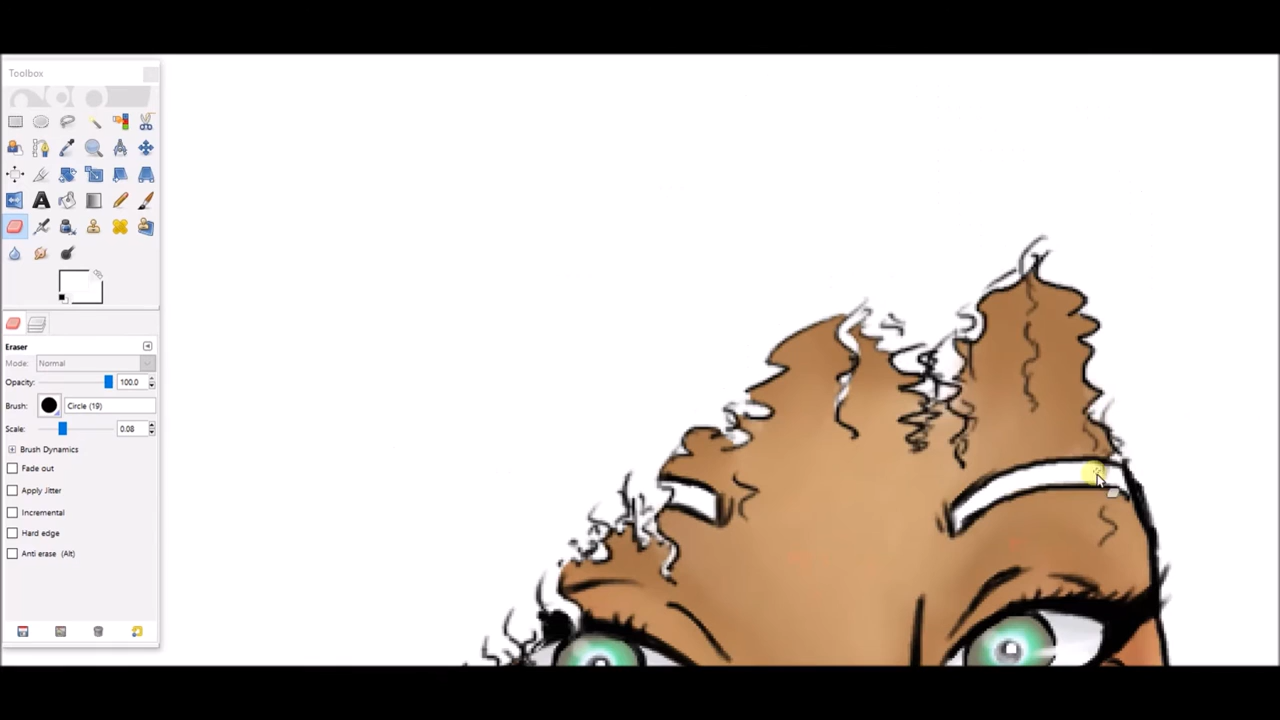 Toolbox
Eraser
Mode: Normal
Opacity: 100.0
Brush: Circle (19)
Scale: 0.08
Brush Dynamics
Fade out
Apply Jitter
Incremental
Hard edge
Anti erase (Alt)